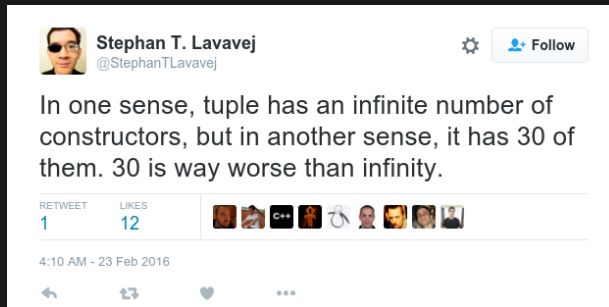 Stephan T. Lavavej
@StephanTLavavej
Follow
In one sense, tuple has an infinite number of
constructors, but in another sense, it has 30 of
them. 30 is way worse than infinity.
RETWEET
LIKES
1
12
C++
4:10 AM - 23 Feb 2016